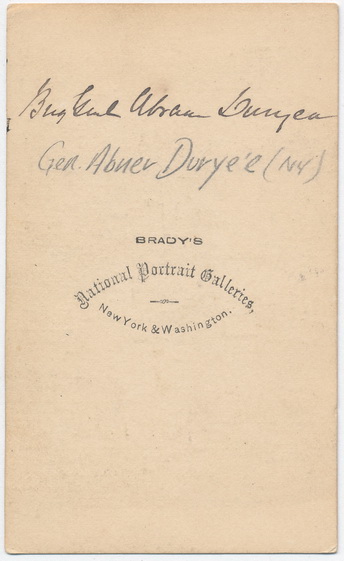 Brig Genl Abram Duryea
Gen. Abner Durye'e (NY)
BRADY'S
National Portrait Galleries,
New York & Washington.